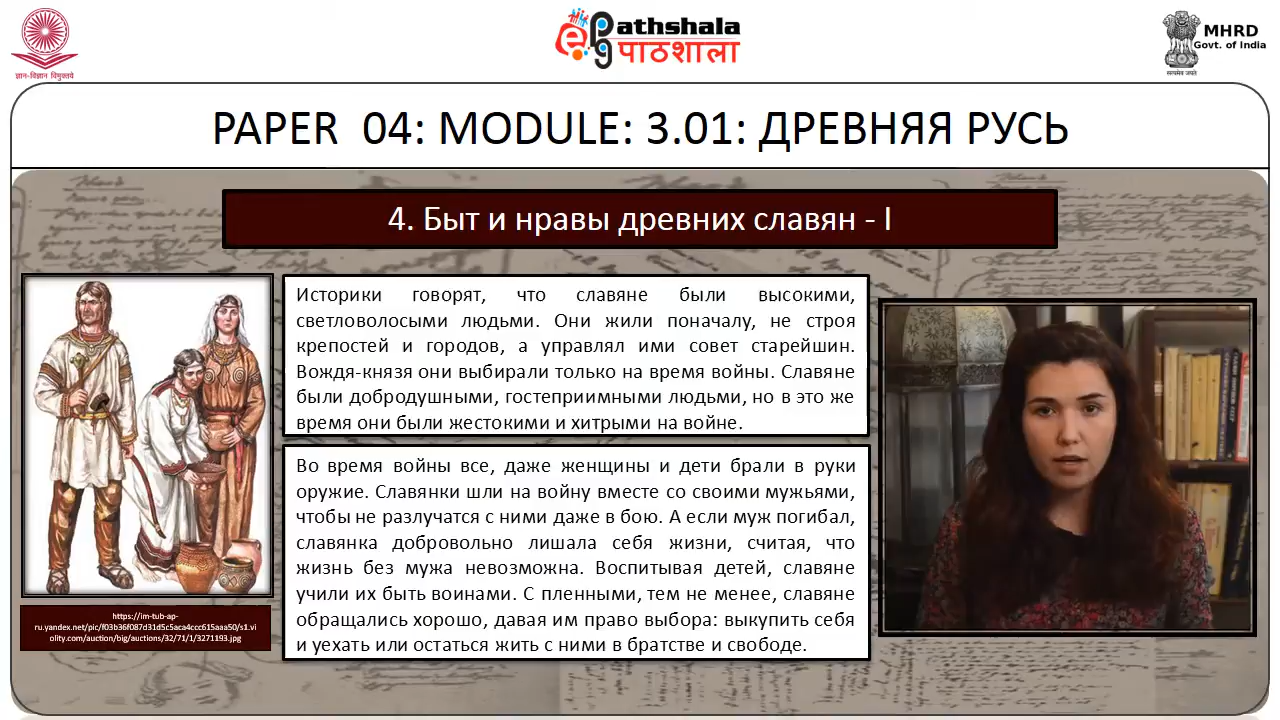 ज्ञान-विज्ञान विमुक्तये
ePathshala
पाठशाला
MHRD
Govt. of India
सत्यमेव जयते
PAPER 04: MODULE: 3.01: ДРЕВНЯЯ РУСЬ
4. Быт и нравы древних славян - I
Историки говорят, что славяне были высокими,
светловолосыми людьми. Они жили поначалу, не строя
крепостей и городов, а управлял ими совет старейшин.
Вождя-князя они выбирали только на время войны. Славяне
были добродушными, гостеприимными людьми, но в это же
время они были жестокими и хитрыми на войне.
Во время войны все, даже женщины и дети брали в руки
оружие. Славянки шли на войну вместе со своими мужьями,
чтобы не разлучатся с ними даже в бою. А если муж погибал,
славянка добровольно лишала себя жизни, считая, что
жизнь без мужа невозможна. Воспитывая детей, славяне
учили их быть воинами. С пленными, тем не менее, славяне
обращались хорошо, давая им право выбора: выкупить себя
и уехать или остаться жить с ними в братстве и свободе.
https://im-tub-ap-
ru.yandex.net/pic/f03b36f087d31d5c5aca4ccc615aaa50/s1.vi
olity.com/auction/big/auctions/32/71/1/3271193.jpg